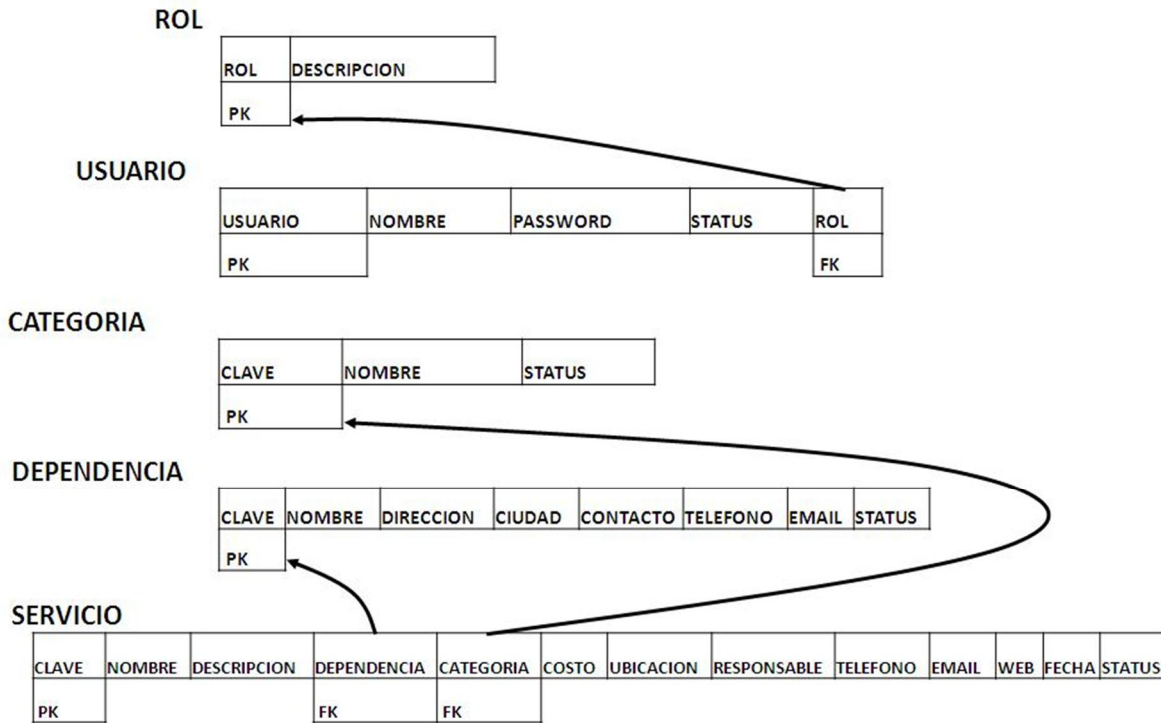 ROL
ROL DESCRIPCION
PK
USUARIO
USUARIO NOMBRE PASSWORD STATUS ROL
PK FK
CATEGORIA
CLAVE NOMBRE STATUS
PK
DEPENDENCIA
CLAVE NOMBRE DIRECCION CIUDAD CONTACTO TELEFONO EMAIL STATUS
PK
SERVICIO
CLAVE NOMBRE DESCRIPCION DEPENDENCIA CATEGORIA COSTO UBICACION RESPONSABLE TELEFONO EMAIL WEB FECHA STATUS
PK FK FK